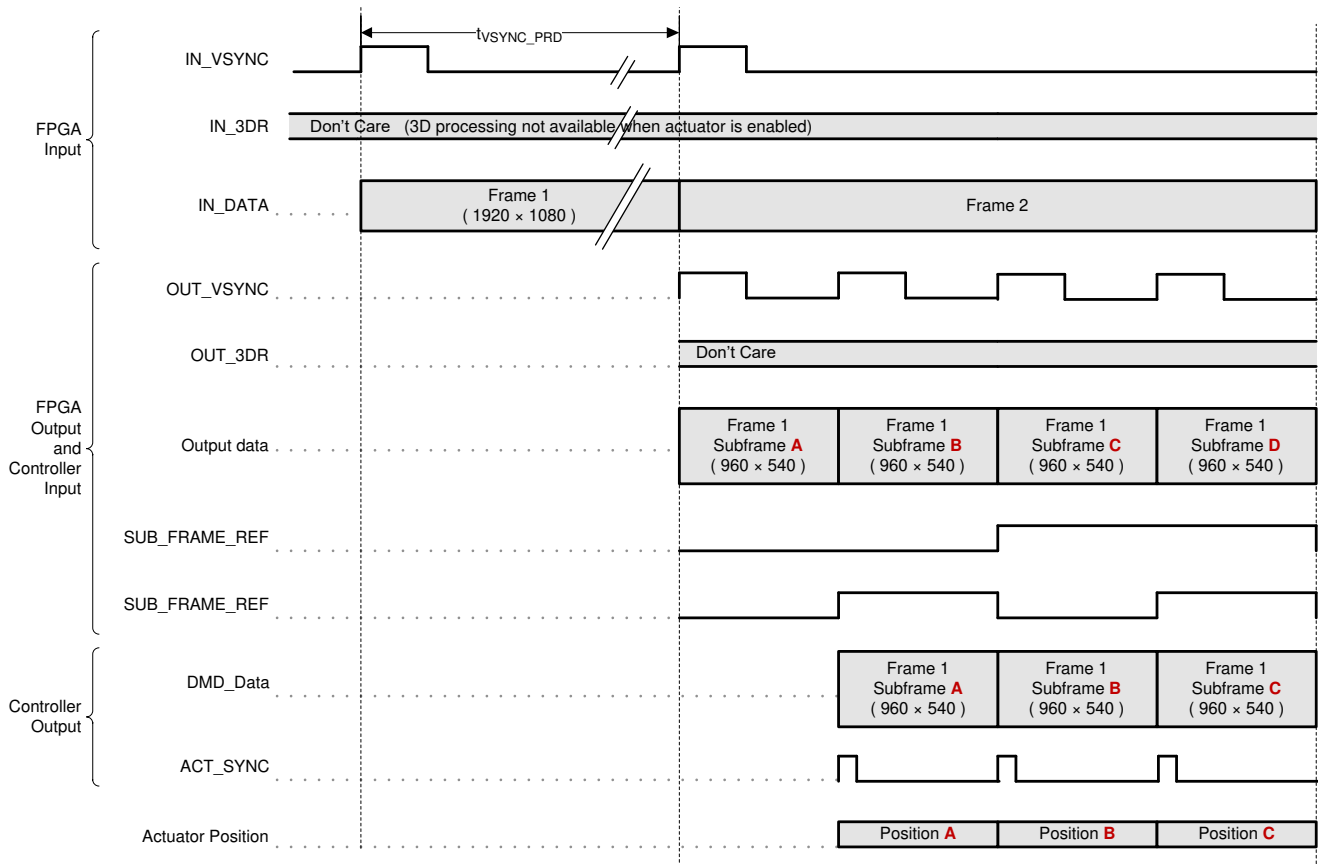 tVSYNC_PRD
IN_VSYNC
FPGA
Input
IN_3DR
Don't Care (3D processing not available when actuator is enabled)
IN_DATA
Frame 1
( 1920 × 1080 )
Frame 2
FPGA
Output
and
Controller
Input
OUT_VSYNC
OUT_3DR
Don't Care
Output data
Frame 1
Subframe A
( 960 × 540 )
Frame 1
Subframe B
( 960 × 540 )
Frame 1
Subframe C
( 960 × 540 )
Frame 1
Subframe D
( 960 × 540 )
SUB_FRAME_REF
SUB_FRAME_REF
Controller
Output
DMD_Data
Frame 1
Subframe A
( 960 × 540 )
Frame 1
Subframe B
( 960 × 540 )
Frame 1
Subframe C
( 960 × 540 )
ACT_SYNC
Actuator Position
Position A
Position B
Position C